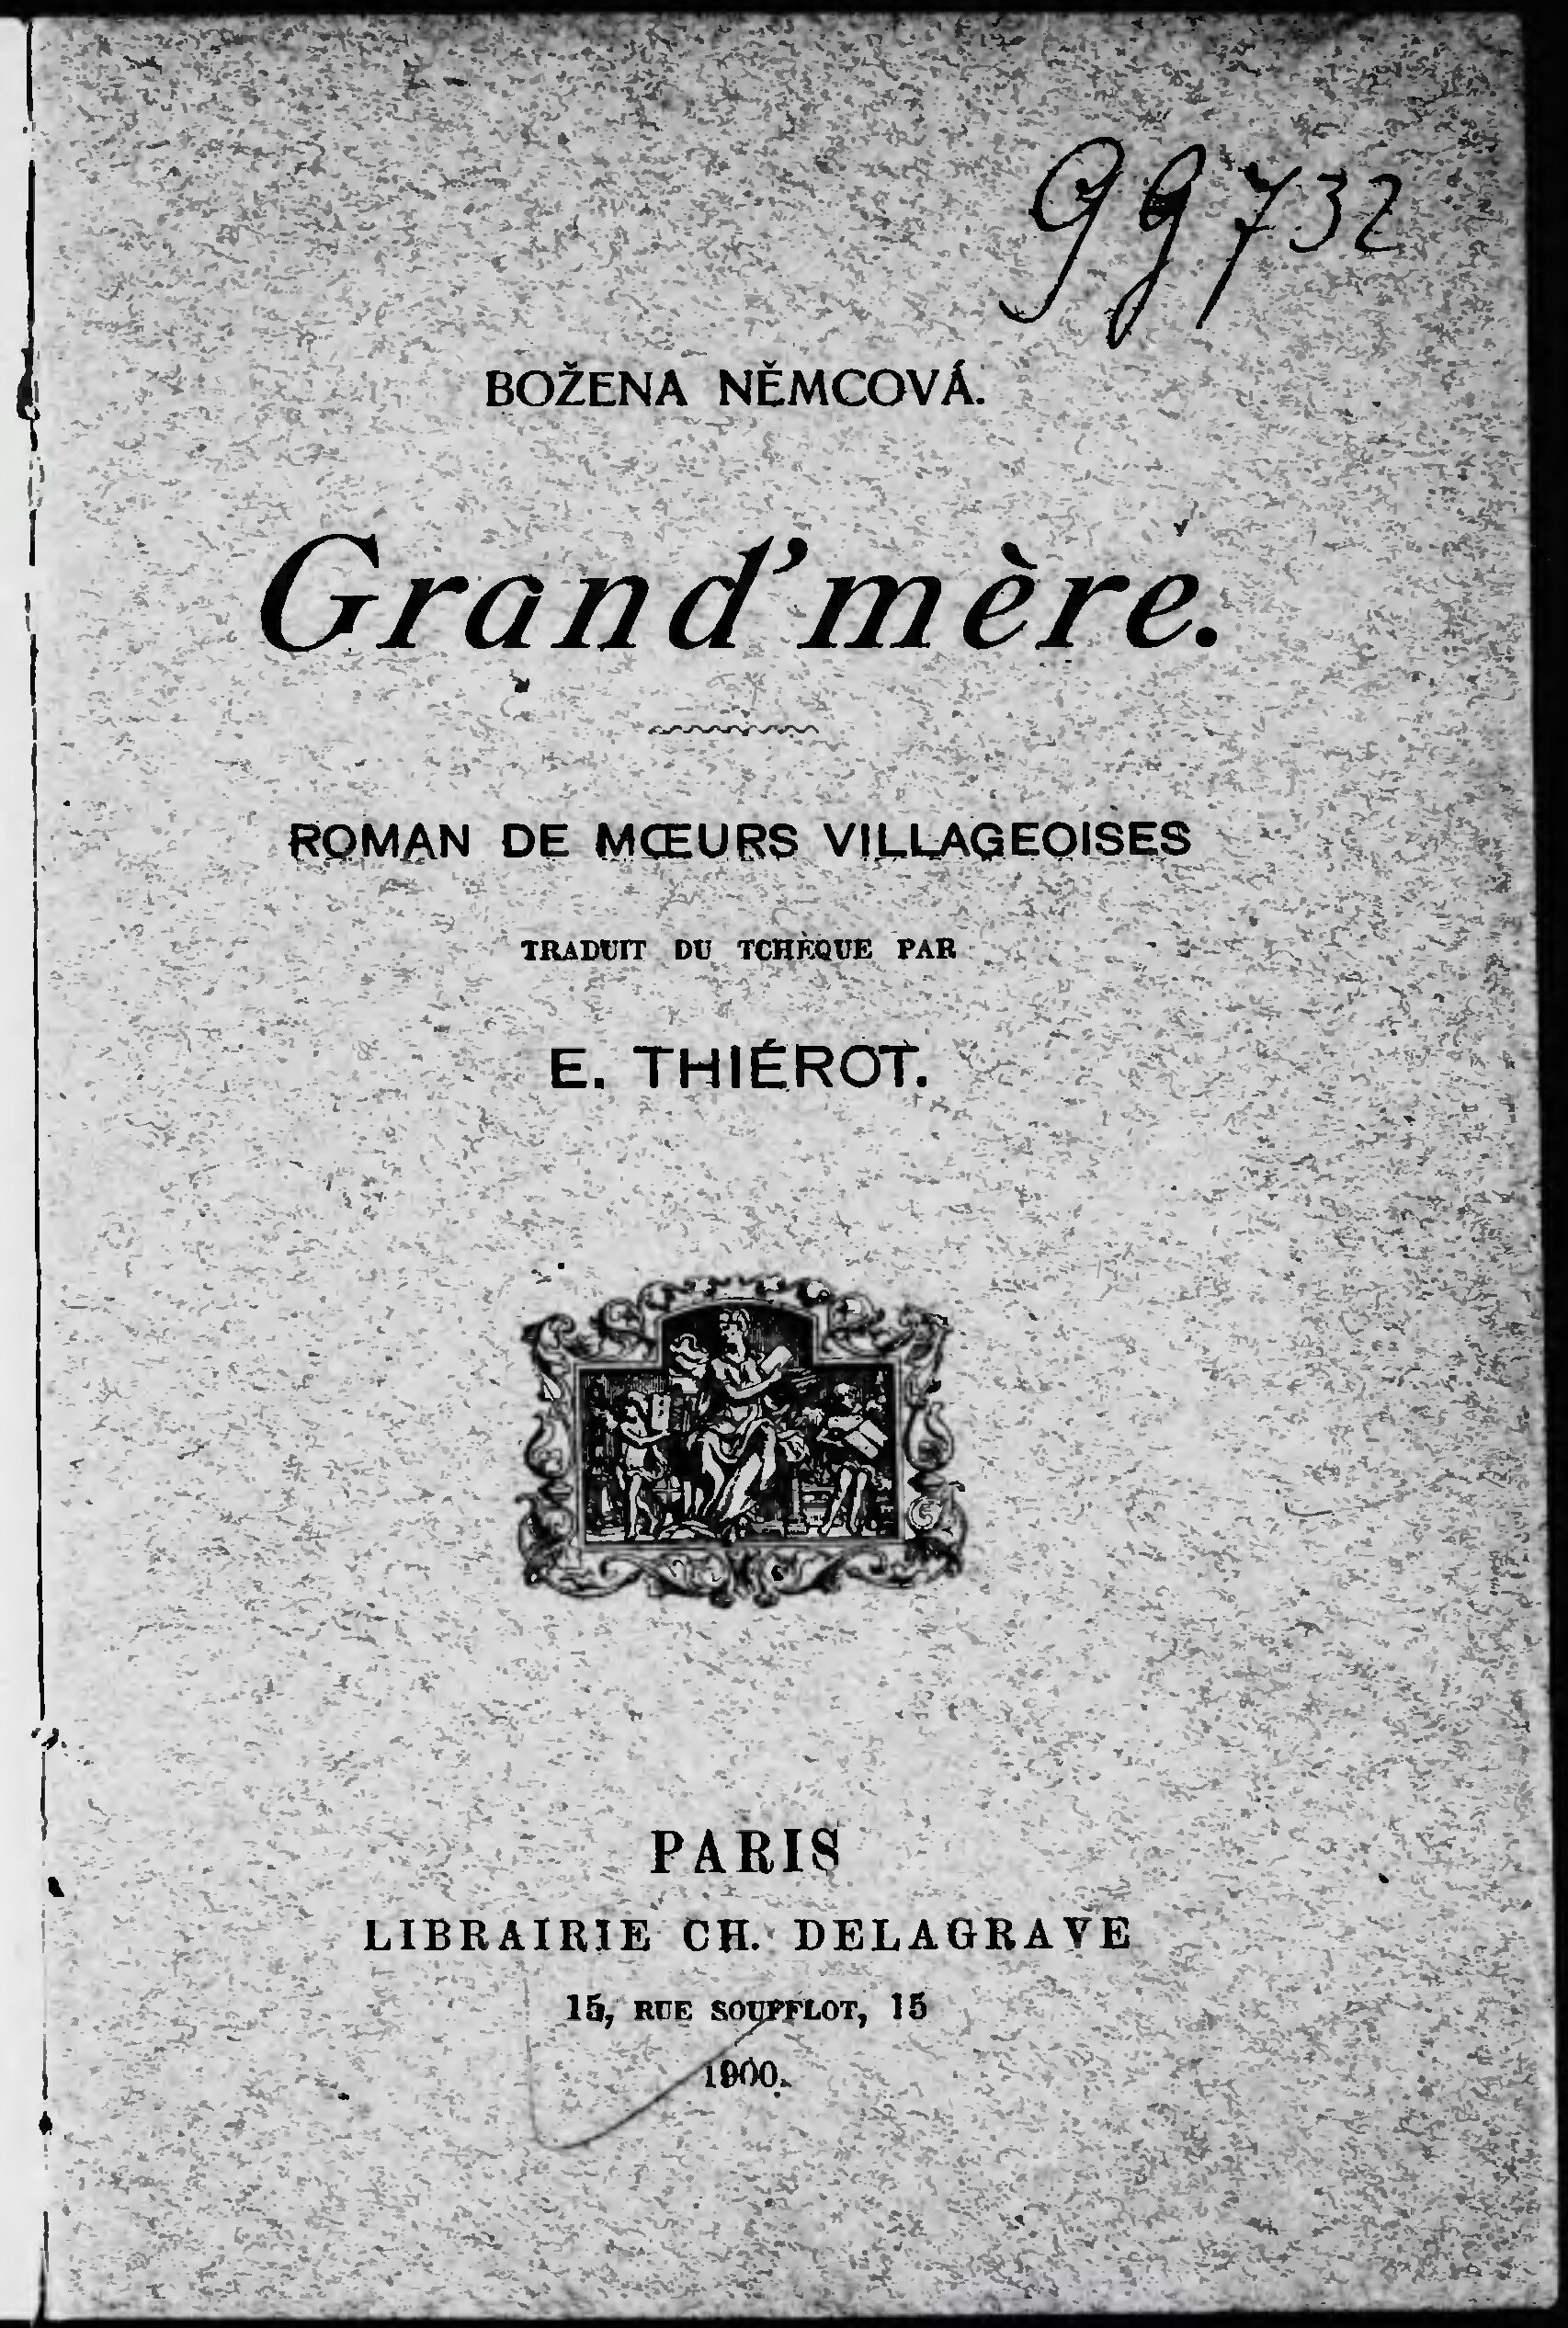 99732
BOŽENA NĚMCOVÁ.
Grand'mère.
ROMAN DE MŒURS VILLAGEOISES
TRADUIT DU TCHÈQUE PAR
E. THIÉROT.
PARIS
LIBRAIRIE CH. DELAGRAVE
15, RUE SOUFFLOT, 15
1900.